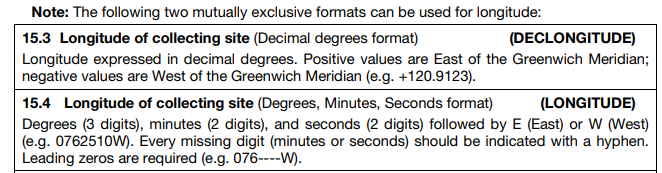 Note: The following two mutually exclusive formats can be used for longitude:
15.3 Longitude of collecting site (Decimal degrees format) (DECLONGITUDE)
Longitude expressed in decimal degrees. Positive values are East of the Greenwich Meridian;
negative values are West of the Greenwich Meridian (e.g. +120.9123).
15.4 Longitude of collecting site (Degrees, Minutes, Seconds format) (LONGITUDE)
Degrees (3 digits), minutes (2 digits), and seconds (2 digits) followed by E (East) or W (West)
(e.g. 0762510W). Every missing digit (minutes or seconds) should be indicated with a hyphen.
Leading zeros are required (e.g. 076----W).